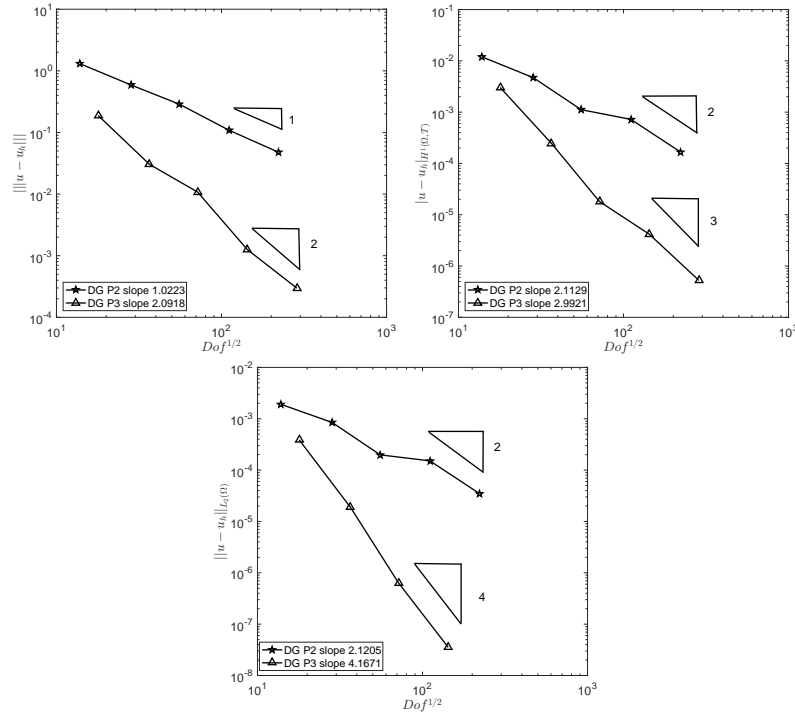 10^1
10^0
10^-1
10^-2
10^-3
10^-4
10^1
10^2
10^3
|||u − u_h|||
Dof^1/2
1
2
DG P2 slope 1.0223
DG P3 slope 2.0918
10^-1
10^-2
10^-3
10^-4
10^-5
10^-6
10^-7
10^1
10^2
10^3
|u − u_h|_H^1(Ω,T)
Dof^1/2
2
3
DG P2 slope 2.1129
DG P3 slope 2.9921
10^-2
10^-3
10^-4
10^-5
10^-6
10^-7
10^-8
10^1
10^2
10^3
||u − u_h||_L_2(Ω)
Dof^1/2
2
4
DG P2 slope 2.1205
DG P3 slope 4.1671